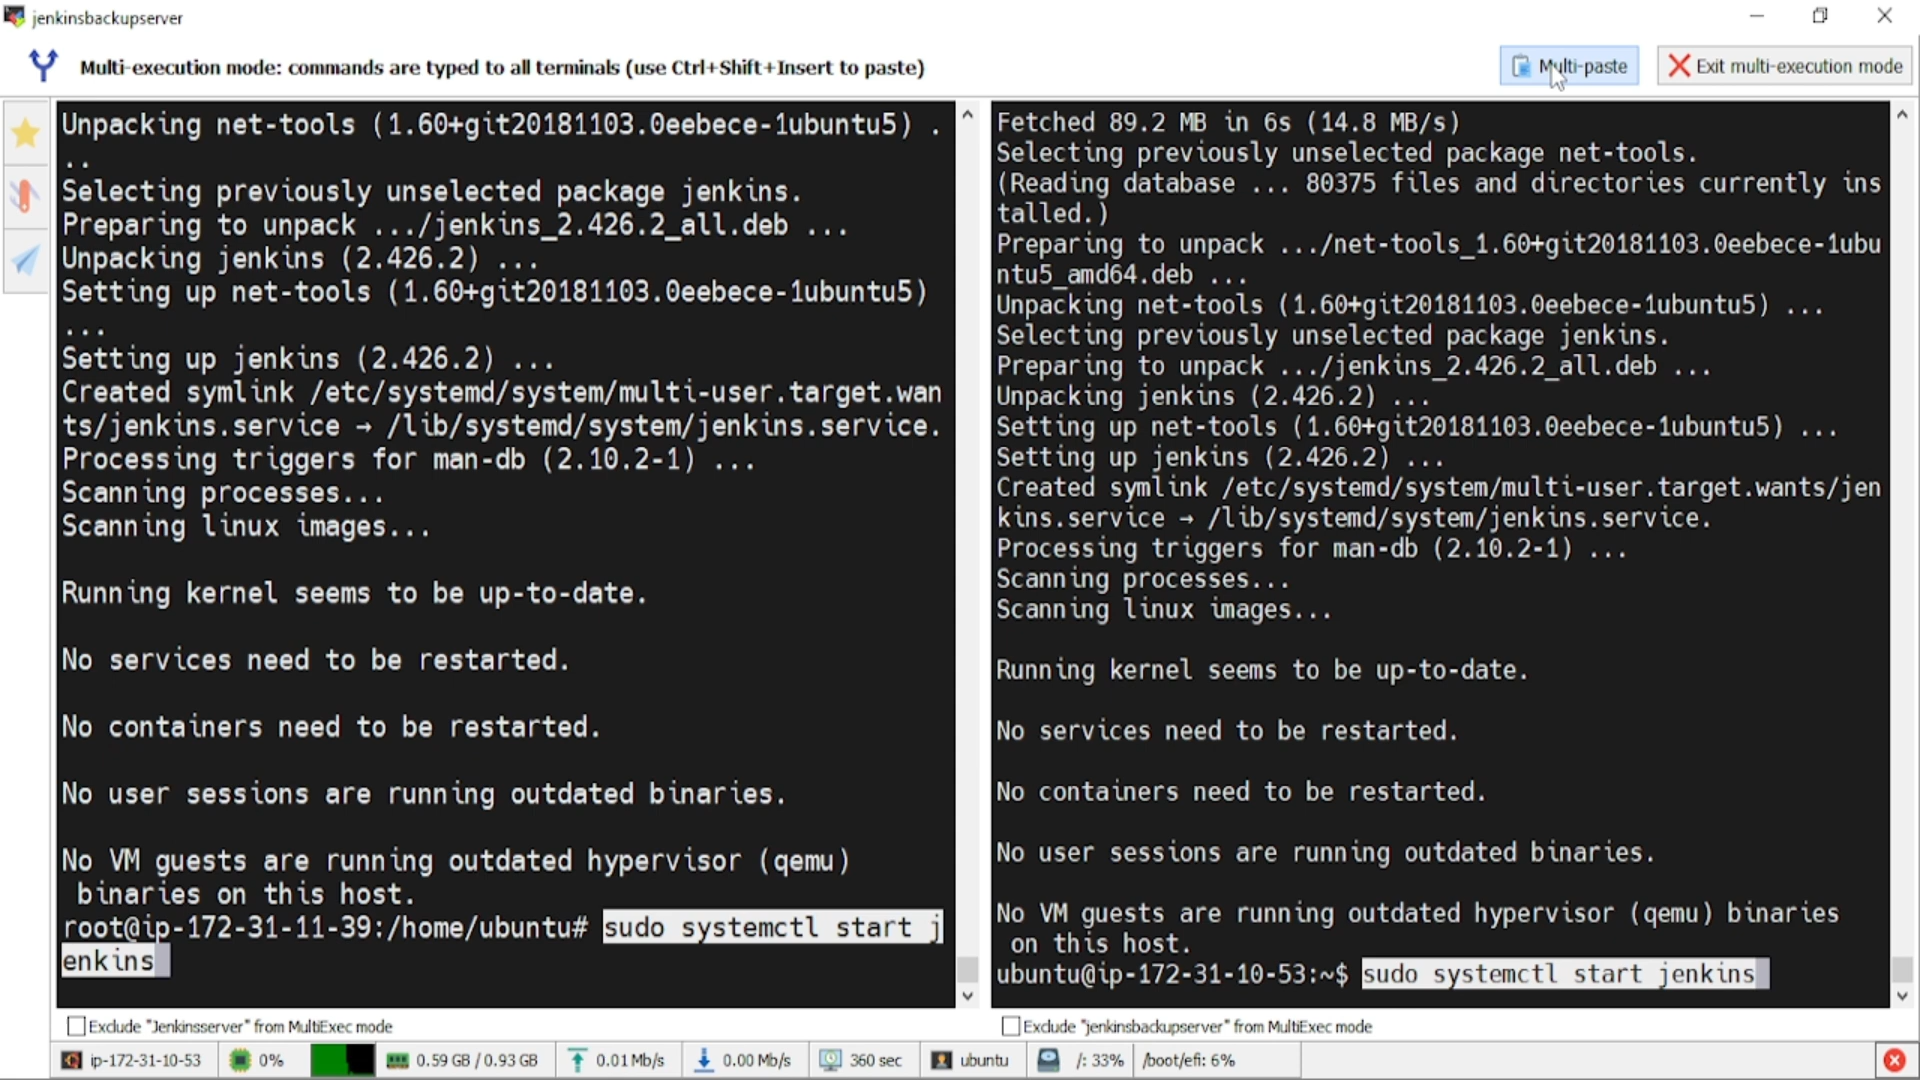 jenkinsbackupserver
Multi-execution mode: commands are typed to all terminals (use Ctrl+Shift+Insert to paste)
Multi-paste
Exit multi-execution mode
Unpacking net-tools (1.60+git20181103.0eebece-1ubuntu5) .
..
Selecting previously unselected package jenkins.
Preparing to unpack .../jenkins_2.426.2_all.deb ...
Unpacking jenkins (2.426.2) ...
Setting up net-tools (1.60+git20181103.0eebece-1ubuntu5)
...
Setting up jenkins (2.426.2) ...
Created symlink /etc/systemd/system/multi-user.target.wan
ts/jenkins.service → /lib/systemd/system/jenkins.service.
Processing triggers for man-db (2.10.2-1) ...
Scanning processes...
Scanning linux images...
Running kernel seems to be up-to-date.
No services need to be restarted.
No containers need to be restarted.
No user sessions are running outdated binaries.
No VM guests are running outdated hypervisor (qemu)
binaries on this host.
root@ip-172-31-11-39:/home/ubuntu# sudo systemctl start j
enkins
Exclude "Jenkinsserver" from MultiExec mode
Fetched 89.2 MB in 6s (14.8 MB/s)
Selecting previously unselected package net-tools.
(Reading database ... 80375 files and directories currently ins
talled.)
Preparing to unpack .../net-tools_1.60+git20181103.0eebece-1ubu
ntu5_amd64.deb ...
Unpacking net-tools (1.60+git20181103.0eebece-1ubuntu5) ...
Selecting previously unselected package jenkins.
Preparing to unpack .../jenkins_2.426.2_all.deb ...
Unpacking jenkins (2.426.2) ...
Setting up net-tools (1.60+git20181103.0eebece-1ubuntu5) ...
Setting up jenkins (2.426.2) ...
Created symlink /etc/systemd/system/multi-user.target.wants/jen
kins.service → /lib/systemd/system/jenkins.service.
Processing triggers for man-db (2.10.2-1) ...
Scanning processes...
Scanning linux images...
Running kernel seems to be up-to-date.
No services need to be restarted.
No containers need to be restarted.
No user sessions are running outdated binaries.
No VM guests are running outdated hypervisor (qemu) binaries
on this host.
ubuntu@ip-172-31-10-53:~$ sudo systemctl start jenkins
Exclude "jenkinsbackupserver" from MultiExec mode
ip-172-31-10-53 0% 0.59 GB / 0.93 GB 0.01 Mb/s 0.00 Mb/s 360 sec ubuntu /: 33% /boot/efi: 6%